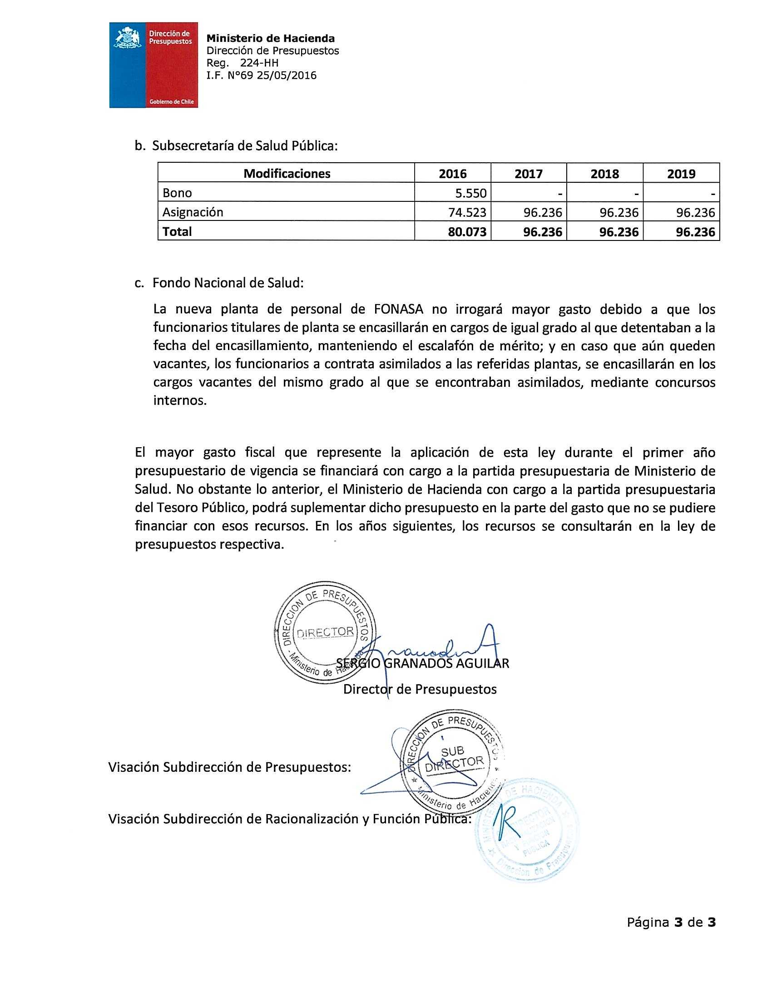 Dirección de
Presupuestos
Gobierno de Chile
Ministerio de Hacienda
Dirección de Presupuestos
Reg. 224-HH
I.F. N°69 25/05/2016
b. Subsecretaría de Salud Pública:
Modificaciones 2016 2017 2018 2019
Bono 5.550 - - -
Asignación 74.523 96.236 96.236 96.236
Total 80.073 96.236 96.236 96.236
c. Fondo Nacional de Salud:
La nueva planta de personal de FONASA no irrogará mayor gasto debido a que los
funcionarios titulares de planta se encasillarán en cargos de igual grado al que detentaban a la
fecha del encasillamiento, manteniendo el escalafón de mérito; y en caso que aún queden
vacantes, los funcionarios a contrata asimilados a las referidas plantas, se encasillarán en los
cargos vacantes del mismo grado al que se encontraban asimilados, mediante concursos
internos.
El mayor gasto fiscal que represente la aplicación de esta ley durante el primer año
presupuestario de vigencia se financiará con cargo a la partida presupuestaria de Ministerio de
Salud. No obstante lo anterior, el Ministerio de Hacienda con cargo a la partida presupuestaria
del Tesoro Público, podrá suplementar dicho presupuesto en la parte del gasto que no se pudiere
financiar con esos recursos. En los años siguientes, los recursos se consultarán en la ley de
presupuestos respectiva.
- DIRECCION DE PRESUPUESTOS -
DIRECTOR
Ministerio de Hacienda
SERGIO GRANADOS AGUILAR
Director de Presupuestos
DIRECCION DE PRESUPUESTOS
SUB
DIRECTOR
Ministerio de Hacienda
Visación Subdirección de Presupuestos:
Visación Subdirección de Racionalización y Función Pública:
MINISTERIO DE HACIENDA
Y FUNCION
PUBLICA
Direccion de Presupuestos
Página 3 de 3